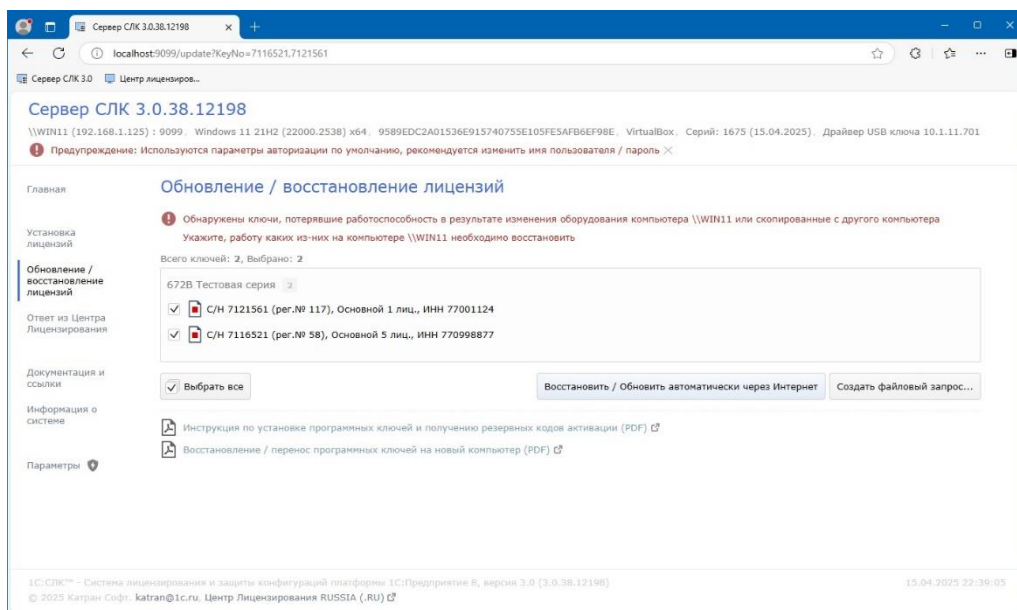 Сервер СЛК 3.0.38.12198
localhost:9099/update?KeyNo=7116521,7121561
Сервер СЛК 3.0
Центр лицензиров...
Сервер СЛК 3.0.38.12198
\\WIN11 (192.168.1.125) : 9099, Windows 11 21H2 (22000.2538) x64, 9589EDC2A01536E915740755E105FE5AFB6EF98E, VirtualBox, Серий: 1675 (15.04.2025), Драйвер USB ключа 10.1.11.701
Предупреждение: Используются параметры авторизации по умолчанию, рекомендуется изменить имя пользователя / пароль
Главная
Установка
лицензий
Обновление /
восстановление
лицензий
Ответ из Центра
Лицензирования
Документация и
ссылки
Информация о
системе
Параметры
Обновление / восстановление лицензий
Обнаружены ключи, потерявшие работоспособность в результате изменения оборудования компьютера \\WIN11 или скопированные с другого компьютера
Укажите, работу каких из-них на компьютере \\WIN11 необходимо восстановить
Всего ключей: 2, Выбрано: 2
672B Тестовая серия 2
С/Н 7121561 (рег.№ 117), Основной 1 лиц., ИНН 77001124
С/Н 7116521 (рег.№ 58), Основной 5 лиц., ИНН 770998877
Выбрать все
Восстановить / Обновить автоматически через Интернет
Создать файловый запрос...
Инструкция по установке программных ключей и получению резервных кодов активации (PDF)
Восстановление / перенос программных ключей на новый компьютер (PDF)
1С:СЛК™ – Система лицензирования и защиты конфигураций платформы 1С:Предприятие 8, версия 3.0 (3.0.38.12198)
15.04.2025 22:39:05
© 2025 Катран Софт. katran@1c.ru, Центр Лицензирования RUSSIA (.RU)